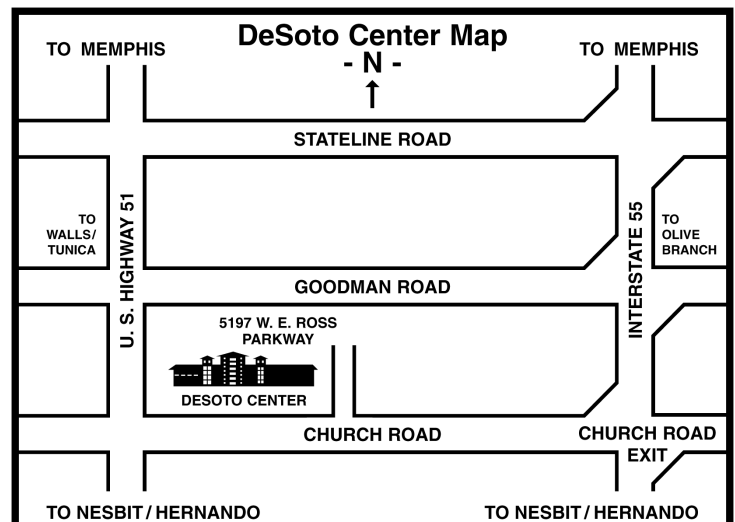 DeSoto Center Map
TO MEMPHIS
- N -
TO MEMPHIS
STATELINE ROAD
TO
WALLS/
TUNICA
U. S. HIGHWAY 51
INTERSTATE 55
TO
OLIVE
BRANCH
GOODMAN ROAD
5197 W. E. ROSS
PARKWAY
DESOTO CENTER
CHURCH ROAD
CHURCH ROAD
EXIT
TO NESBIT / HERNANDO
TO NESBIT / HERNANDO